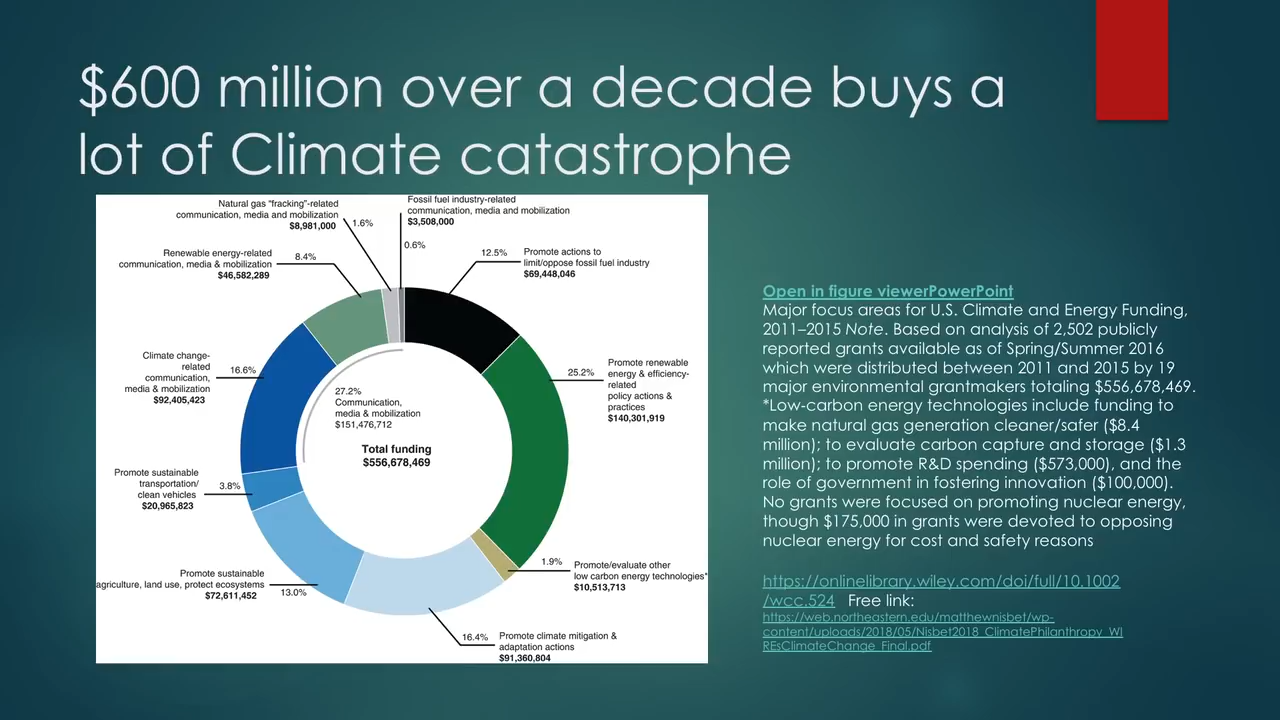 $600 million over a decade buys a
lot of Climate catastrophe
Natural gas “fracking”-related
communication, media and mobilization
$8,981,000
1.6%
Fossil fuel industry-related
communication, media and mobilization
$3,508,000
0.6%
Renewable energy-related
communication, media & mobilization
$46,582,289
8.4%
12.5%
Promote actions to
limit/oppose fossil fuel industry
$69,448,046
Climate change-
related
communication,
media & mobilization
$92,405,423
16.6%
27.2%
Communication,
media & mobilization
$151,476,712
Total funding
$556,678,469
25.2%
Promote renewable
energy & efficiency-
related
policy actions &
practices
$140,301,919
Promote sustainable
transportation/
clean vehicles
$20,965,823
3.8%
Promote sustainable
agriculture, land use, protect ecosystems
$72,611,452
13.0%
1.9%
Promote/evaluate other
low carbon energy technologies*
$10,513,713
16.4%
Promote climate mitigation &
adaptation actions
$91,360,804
Open in figure viewerPowerPoint
Major focus areas for U.S. Climate and Energy Funding,
2011–2015 Note. Based on analysis of 2,502 publicly
reported grants available as of Spring/Summer 2016
which were distributed between 2011 and 2015 by 19
major environmental grantmakers totaling $556,678,469.
*Low-carbon energy technologies include funding to
make natural gas generation cleaner/safer ($8.4
million); to evaluate carbon capture and storage ($1.3
million); to promote R&D spending ($573,000), and the
role of government in fostering innovation ($100,000).
No grants were focused on promoting nuclear energy,
though $175,000 in grants were devoted to opposing
nuclear energy for cost and safety reasons
https://onlinelibrary.wiley.com/doi/full/10.1002
/wcc.524 Free link:
https://web.northeastern.edu/matthewnisbet/wp-
content/uploads/2018/05/Nisbet2018_ClimatePhilanthropy_WI
REsClimateChange_Final.pdf